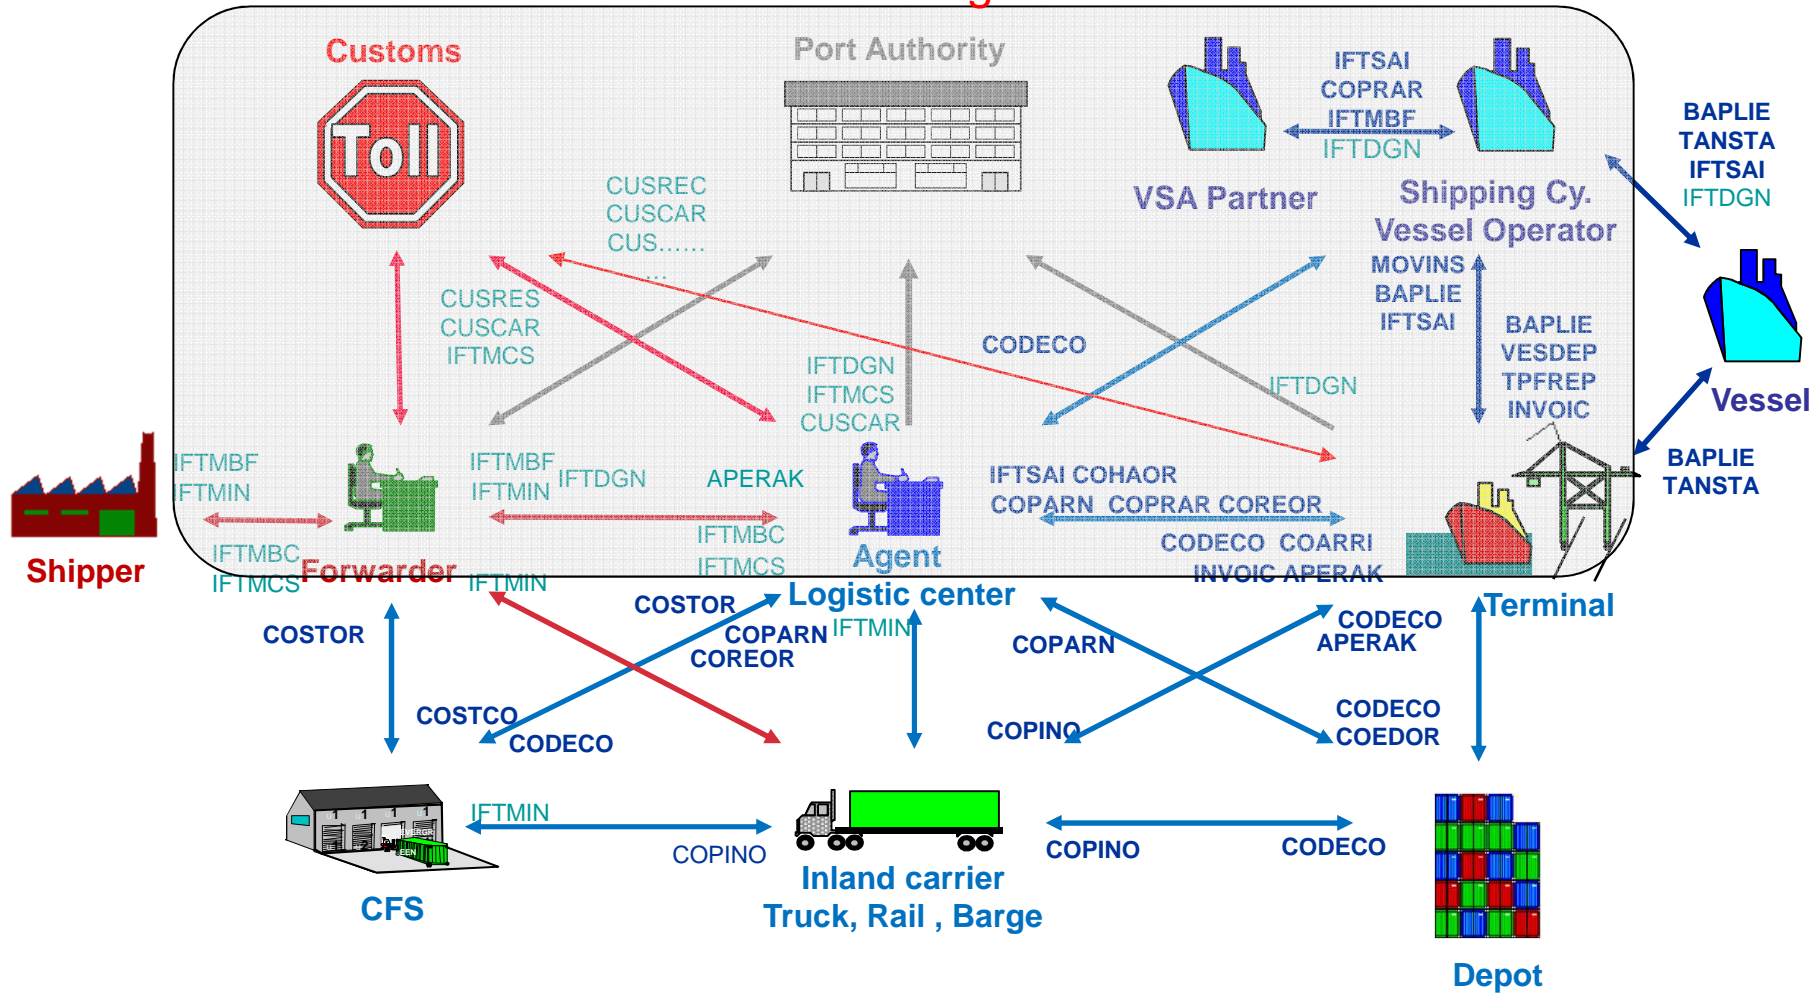 g
Customs
Port Authority
Toll
IFTSAI
COPRAR
IFTMBF
IFTDGN
BAPLIE
TANSTA
IFTSAI
IFTDGN
VSA Partner
Shipping Cy.
Vessel Operator
CUSREC
CUSCAR
CUS......
...
MOVINS
BAPLIE
IFTSAI
CUSRES
CUSCAR
IFTMCS
CODECO
BAPLIE
VESDEP
TPFREP
INVOIC
IFTDGN
IFTMCS
CUSCAR
IFTDGN
Vessel
IFTMBF
IFTMIN
IFTMBF
IFTMIN
IFTDGN
APERAK
IFTSAI COHAOR
COPARN COPRAR COREOR
BAPLIE
TANSTA
IFTMBC
IFTMCS
IFTMBC
IFTMCS
CODECO COARRI
INVOIC APERAK
Shipper
Forwarder
IFTMIN
Agent
Logistic center
Terminal
COSTOR
COSTOR
COPARN
COREOR
IFTMIN
COPARN
CODECO
APERAK
COSTCO
CODECO
COPINO
CODECO
COEDOR
1 1 1 1
IFTMIN
COPINO
COPINO
CODECO
CFS
Inland carrier
Truck, Rail , Barge
Depot